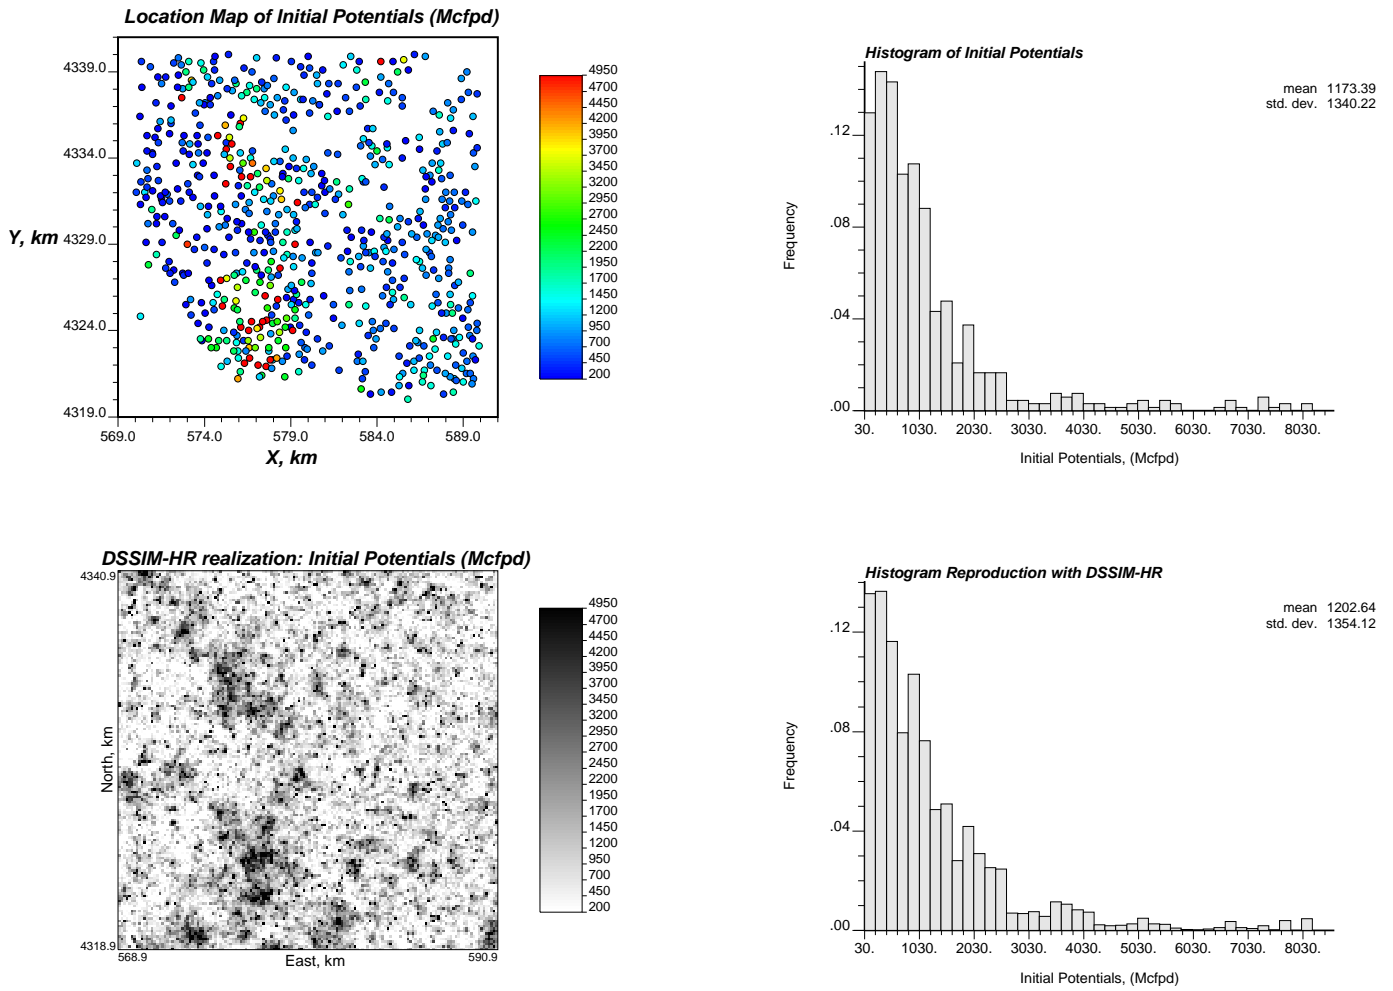 Location Map of Initial Potentials (Mcfpd)
Y, km
4339.0
4334.0
4329.0
4324.0
4319.0
569.0 574.0 579.0 584.0 589.0
X, km
4950
4700
4450
4200
3950
3700
3450
3200
2950
2700
2450
2200
1950
1700
1450
1200
950
700
450
200
Histogram of Initial Potentials
mean 1173.39
std. dev. 1340.22
Frequency
.12
.08
.04
.00
30. 1030. 2030. 3030. 4030. 5030. 6030. 7030. 8030.
Initial Potentials, (Mcfpd)
DSSIM-HR realization: Initial Potentials (Mcfpd)
4340.9
North, km
4318.9
568.9 590.9
East, km
4950
4700
4450
4200
3950
3700
3450
3200
2950
2700
2450
2200
1950
1700
1450
1200
950
700
450
200
Histogram Reproduction with DSSIM-HR
mean 1202.64
std. dev. 1354.12
Frequency
.12
.08
.04
.00
30. 1030. 2030. 3030. 4030. 5030. 6030. 7030. 8030.
Initial Potentials, (Mcfpd)